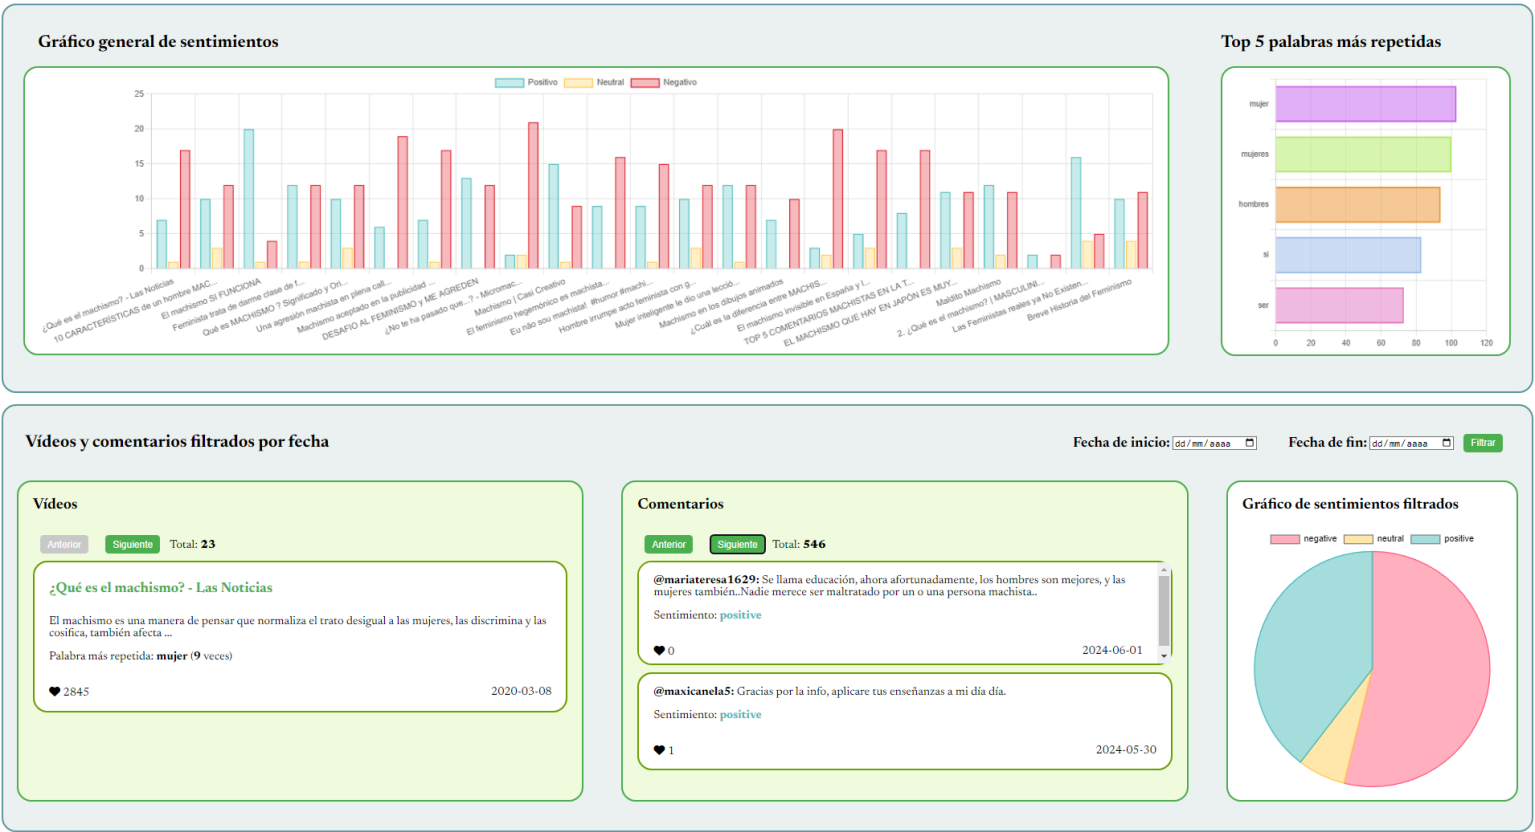 Gráfico general de sentimientos
Top 5 palabras más repetidas
Positivo Neutral Negativo
25
20
15
10
5
0
¿Qué es el machismo? - Las Noticias
10 CARACTERÍSTICAS de un hombre MAC...
El machismo SÍ FUNCIONA
Feminista trata de darme clase de f...
Qué es MACHISMO ? Significado y Ori...
Una agresión machista en plena call...
Machismo aceptado en la publicidad ...
DESAFIO AL FEMINISMO y ME AGREDEN
¿No te ha pasado que...? - Micromac...
Machismo | Casi Creativo
El feminismo hegemónico es machista...
Eu não sou machista! #humor #machi...
Hombre irrumpe acto feminista con g...
Mujer inteligente le dio una lecció...
Machismo en los dibujos animados
¿Cuál es la diferencia entre MACHIS...
El machismo invisible en España y l...
TOP 5 COMENTARIOS MACHISTAS EN LA T...
EL MACHISMO QUE HAY EN JAPÓN ES MUY...
Maldito Machismo
2. ¿Qué es el machismo? | MASCULINI...
Las Feministas reales ya No Existen...
Breve Historia del Feminismo
mujer
mujeres
hombres
si
ser
0 20 40 60 80 100 120
Vídeos y comentarios filtrados por fecha
Fecha de inicio: dd/mm/aaaa Fecha de fin: dd/mm/aaaa Filtrar
Vídeos
Anterior Siguiente Total: 23
¿Qué es el machismo? - Las Noticias
El machismo es una manera de pensar que normaliza el trato desigual a las mujeres, las discrimina y las
cosifica, también afecta ...
Palabra más repetida: mujer (9 veces)
2845 2020-03-08
Comentarios
Anterior Siguiente Total: 546
@mariateresa1629: Se llama educación, ahora afortunadamente, los hombres son mejores, y las
mujeres también..Nadie merece ser maltratado por un o una persona machista..
Sentimiento: positive
0 2024-06-01
@maxicanela5: Gracias por la info, aplicare tus enseñanzas a mi día día.
Sentimiento: positive
1 2024-05-30
Gráfico de sentimientos filtrados
negative neutral positive